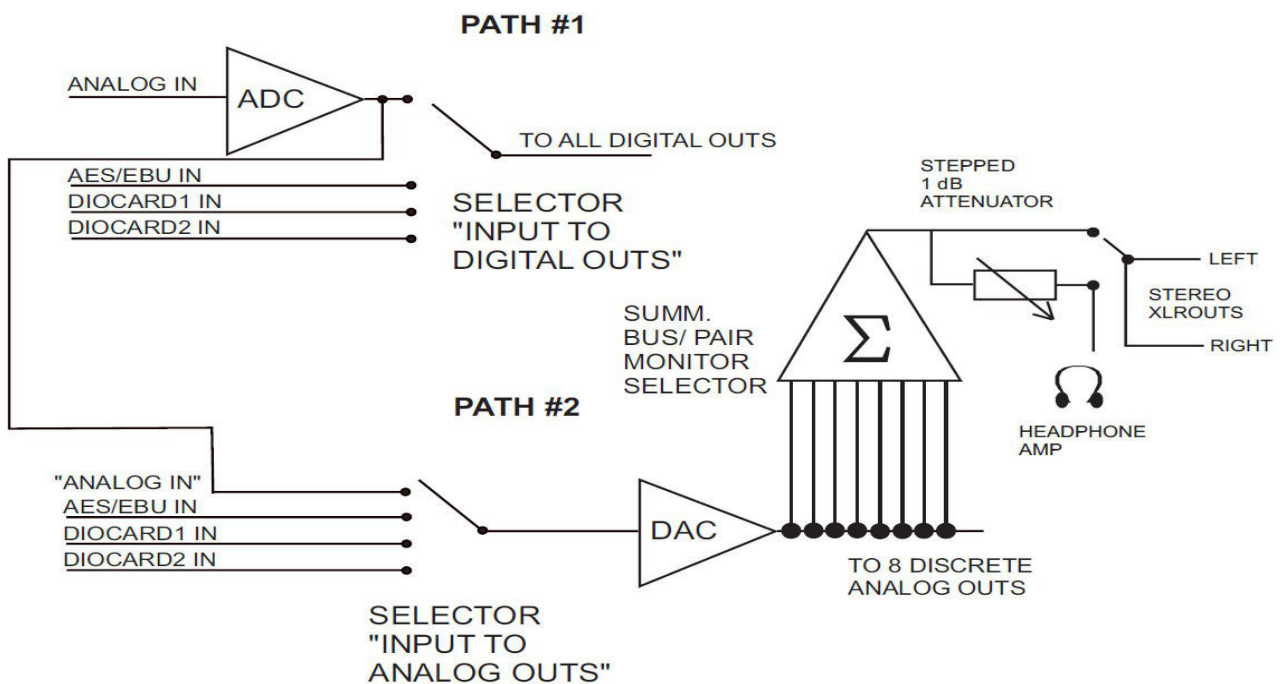 PATH #1
ANALOG IN
ADC
TO ALL DIGITAL OUTS
AES/EBU IN
DIOCARD1 IN
DIOCARD2 IN
SELECTOR
"INPUT TO
DIGITAL OUTS"
STEPPED
1 dB
ATTENUATOR
LEFT
STEREO
XLROUTS
RIGHT
SUMM.
BUS/ PAIR
MONITOR
SELECTOR
Σ
HEADPHONE
AMP
PATH #2
"ANALOG IN"
AES/EBU IN
DIOCARD1 IN
DIOCARD2 IN
DAC
TO 8 DISCRETE
ANALOG OUTS
SELECTOR
"INPUT TO
ANALOG OUTS"